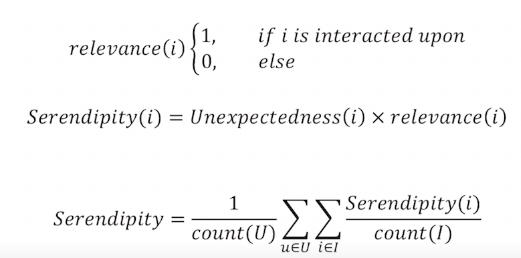 relevance(i) { 1, if i is interacted upon
0, else
Serendipity(i) = Unexpectedness(i) × relevance(i)
Serendipity = 1/count(U) ∑u∈U ∑i∈I Serendipity(i)/count(I)